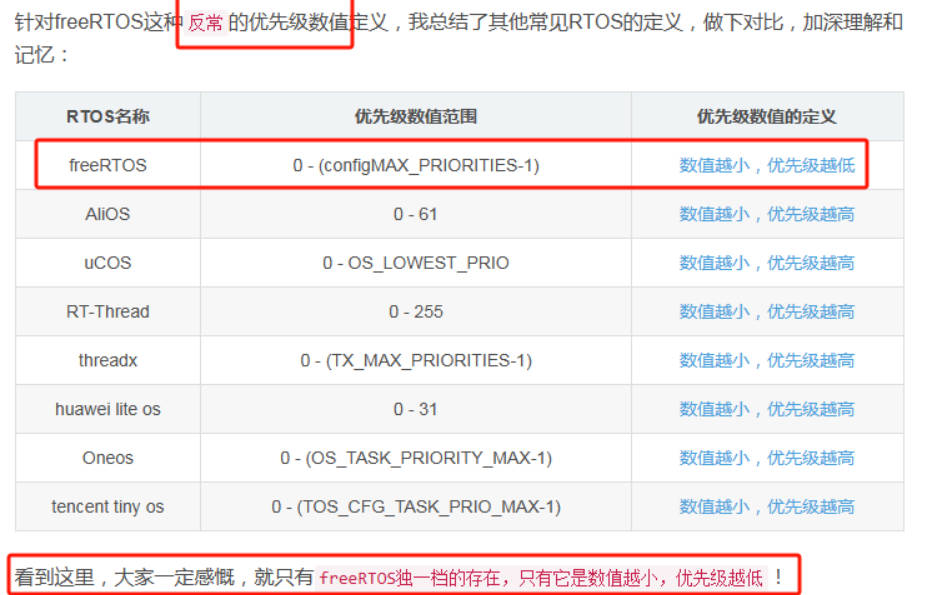 针对freeRTOS这种 反常 的优先级数值定义，我总结了其他常见RTOS的定义，做下对比，加深理解和
记忆：
RTOS名称 优先级数值范围 优先级数值的定义
freeRTOS 0 - (configMAX_PRIORITIES-1) 数值越小，优先级越低
AliOS 0 - 61 数值越小，优先级越高
uCOS 0 - OS_LOWEST_PRIO 数值越小，优先级越高
RT-Thread 0 - 255 数值越小，优先级越高
threadx 0 - (TX_MAX_PRIORITIES-1) 数值越小，优先级越高
huawei lite os 0 - 31 数值越小，优先级越高
Oneos 0 - (OS_TASK_PRIORITY_MAX-1) 数值越小，优先级越高
tencent tiny os 0 - (TOS_CFG_TASK_PRIO_MAX-1) 数值越小，优先级越高
看到这里，大家一定感慨，就只有 freeRTOS独一档的存在，只有它是数值越小，优先级越低 ！